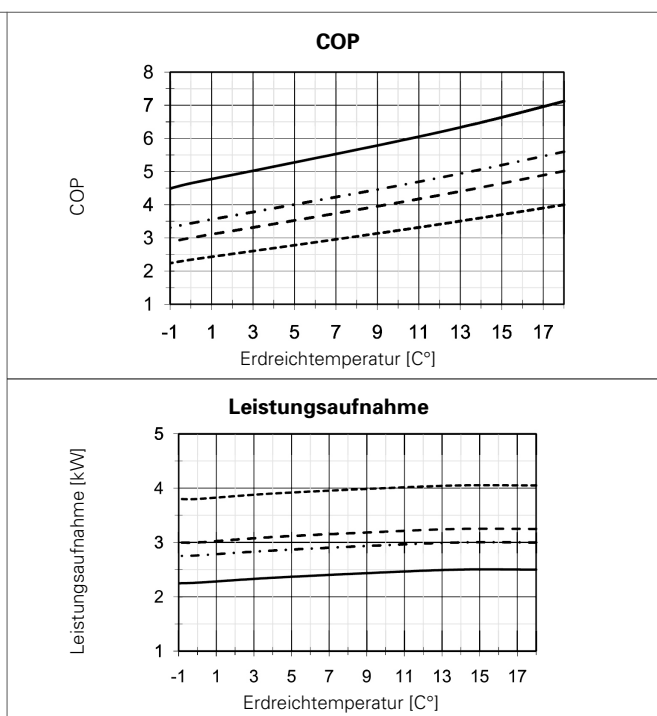 COP
8
7
6
5
4
3
2
1
COP
-1 1 3 5 7 9 11 13 15 17
Erdreichtemperatur [C°]
Leistungsaufnahme
5
4
3
2
1
Leistungsaufnahme [kW]
-1 1 3 5 7 9 11 13 15 17
Erdreichtemperatur [C°]